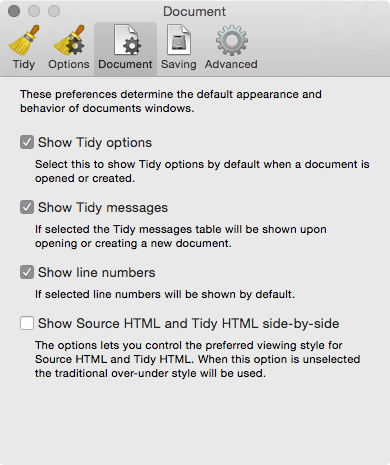 Document
Tidy Options Document Saving Advanced
These preferences determine the default appearance and
behavior of documents windows.
Show Tidy options
Select this to show Tidy options by default when a document is
opened or created.
Show Tidy messages
If selected the Tidy messages table will be shown upon
opening or creating a new document.
Show line numbers
If selected line numbers will be shown by default.
Show Source HTML and Tidy HTML side-by-side
The options lets you control the preferred viewing style for
Source HTML and Tidy HTML. When this option is unselected
the traditional over-under style will be used.